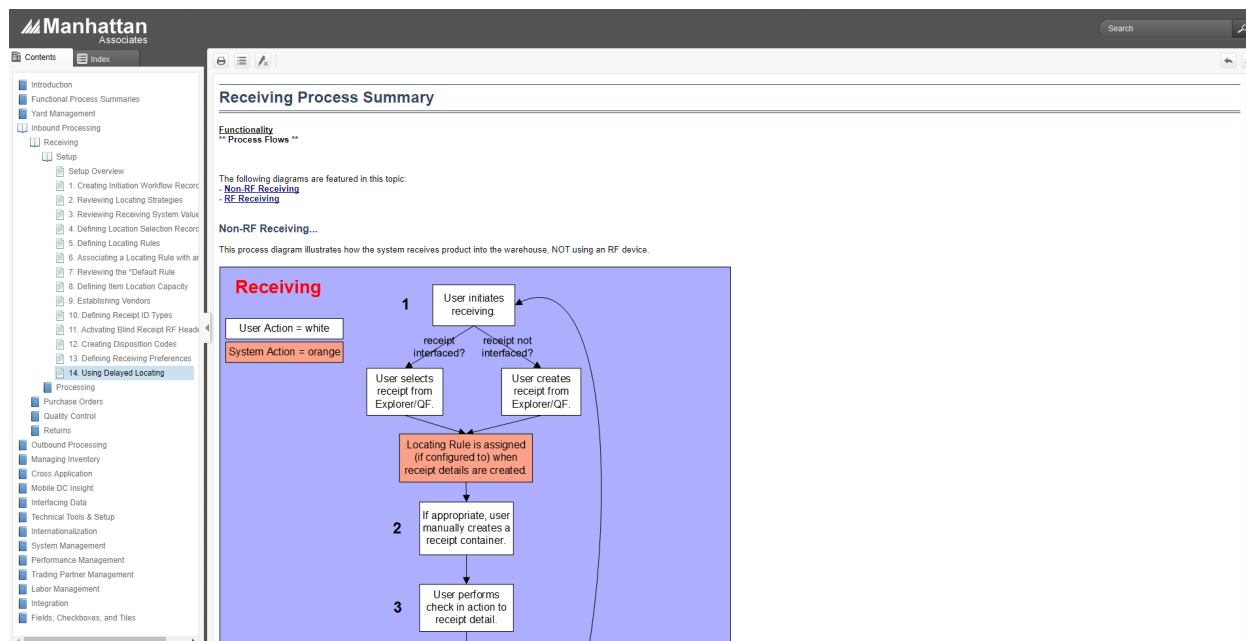 Manhattan
Associates
Search
Contents
Index
Introduction
Functional Process Summaries
Yard Management
Inbound Processing
Receiving
Setup
Setup Overview
1. Creating Initiation Workflow Record
2. Reviewing Locating Strategies
3. Reviewing Receiving System Value
4. Defining Location Selection Record
5. Defining Locating Rules
6. Associating a Locating Rule with an
7. Reviewing the *Default Rule
8. Defining Item Location Capacity
9. Establishing Vendors
10. Defining Receipt ID Types
11. Activating Blind Receipt RF Heade
12. Creating Disposition Codes
13. Defining Receiving Preferences
14. Using Delayed Locating
Processing
Purchase Orders
Quality Control
Returns
Outbound Processing
Managing Inventory
Cross Application
Mobile DC Insight
Interfacing Data
Technical Tools & Setup
Internationalization
System Management
Performance Management
Trading Partner Management
Labor Management
Integration
Fields, Checkboxes, and Tiles
Receiving Process Summary
Functionality
** Process Flows **
The following diagrams are featured in this topic:
- Non-RF Receiving
- RF Receiving
Non-RF Receiving...
This process diagram illustrates how the system receives product into the warehouse, NOT using an RF device.
Receiving
User Action = white
System Action = orange
1
User initiates
receiving.
receipt
interfaced?
receipt not
interfaced?
User selects
receipt from
Explorer/QF.
User creates
receipt from
Explorer/QF.
Locating Rule is assigned
(if configured to) when
receipt details are created.
2
If appropriate, user
manually creates a
receipt container.
3
User performs
check in action to
receipt detail.